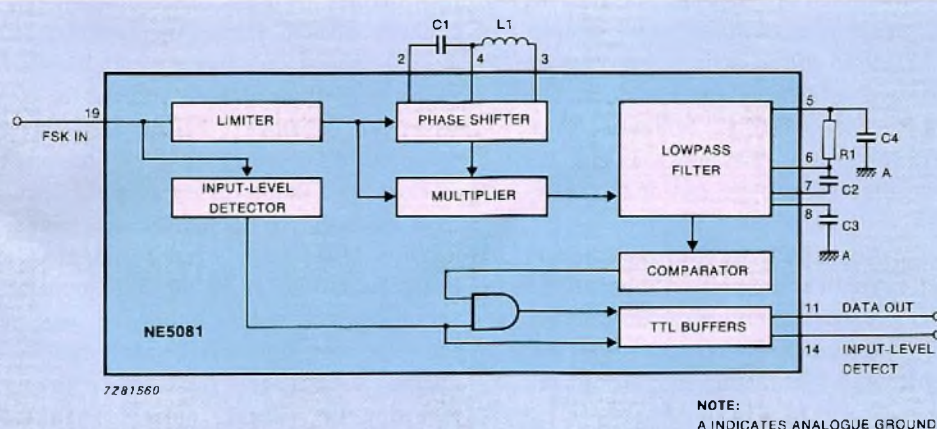 C1
L1
2
4
3
19
FSK IN
LIMITER
PHASE SHIFTER
5
LOWPASS
FILTER
R1
C4
6
A
7
C2
INPUT-LEVEL
DETECTOR
MULTIPLIER
8
C3
A
COMPARATOR
NE5081
TTL BUFFERS
11
DATA OUT
14
INPUT-LEVEL
DETECT
7Z81560
NOTE:
A INDICATES ANALOGUE GROUND